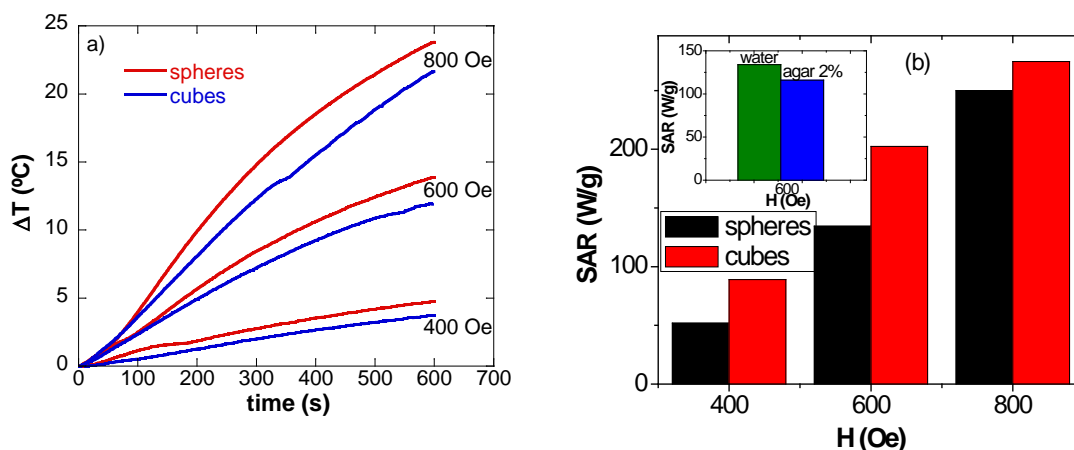 a)
spheres
cubes
800 Oe
600 Oe
400 Oe
25
20
15
10
5
0
ΔT (ºC)
0 100 200 300 400 500 600 700
time (s)
(b)
150
100
50
0
SAR (W/g)
water
agar 2%
600
H (Oe)
spheres
cubes
200
100
0
SAR (W/g)
400 600 800
H (Oe)